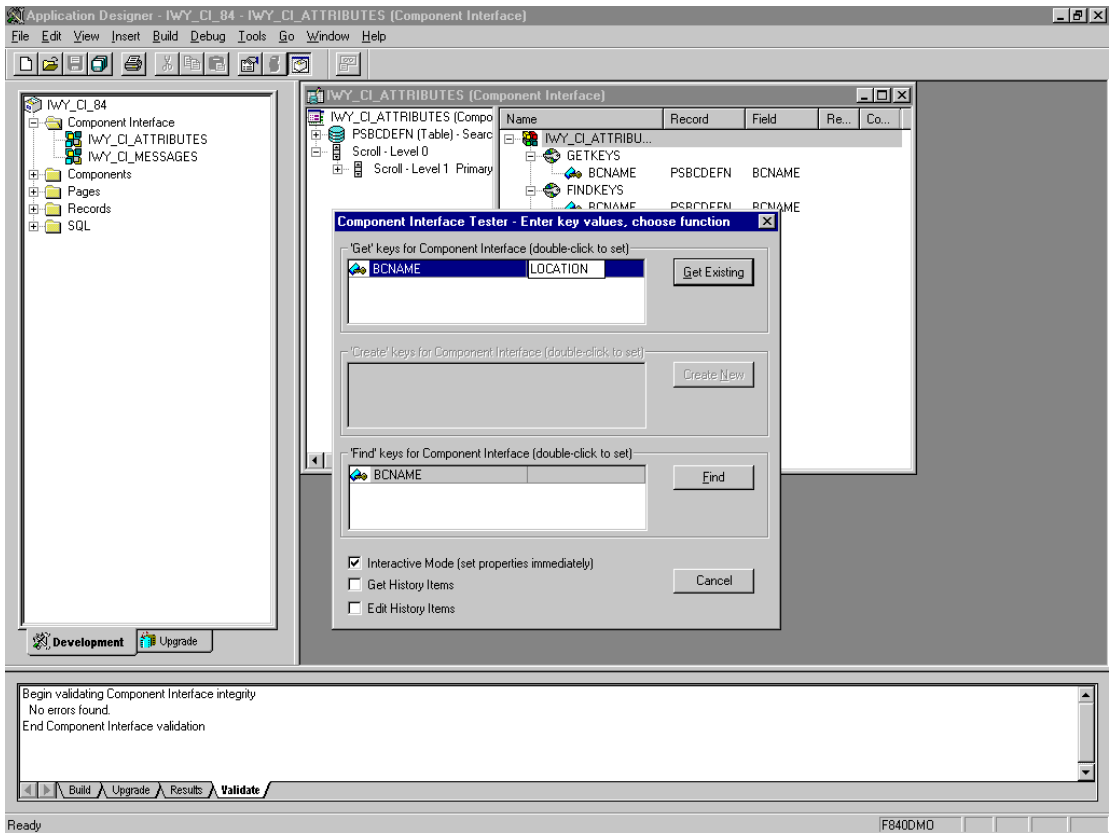 Application Designer - IWY_CI_84 - IWY_CI_ATTRIBUTES (Component Interface)
File Edit View Insert Build Debug Tools Go Window Help
IWY_CI_84
Component Interface
IWY_CI_ATTRIBUTES
IWY_CI_MESSAGES
Components
Pages
Records
SQL
Development Upgrade
IWY_CI_ATTRIBUTES (Component Interface)
IWY_CI_ATTRIBUTES (Compo
PSBCDEFN (Table) - Searc
Scroll - Level 0
Scroll - Level 1 Primary
Name Record Field Re... Co...
IWY_CI_ATTRIBU...
GETKEYS
BCNAME PSBCDEFN BCNAME
FINDKEYS
BCNAME PSBCDEFN BCNAME
Component Interface Tester - Enter key values, choose function
'Get' keys for Component Interface (double-click to set)
BCNAME LOCATION
Get Existing
'Create' keys for Component Interface (double-click to set)
Create New
'Find' keys for Component Interface (double-click to set)
BCNAME
Find
Interactive Mode (set properties immediately)
Get History Items
Edit History Items
Cancel
Begin validating Component Interface integrity
No errors found.
End Component Interface validation
Build Upgrade Results Validate
Ready F840DMO